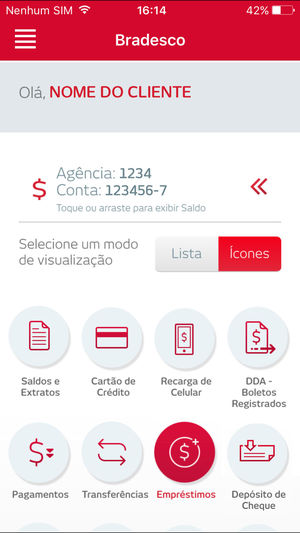 Nenhum SIM 16:14 42%
Bradesco
Olá, NOME DO CLIENTE
$ Agência: 1234
Conta: 123456-7
Toque ou arraste para exibir Saldo
Selecione um modo
de visualização
Lista Ícones
Saldos e
Extratos
Cartão de
Crédito
Recarga de
Celular
DDA -
Boletos
Registrados
Pagamentos
Transferências
Empréstimos
Depósito de
Cheque